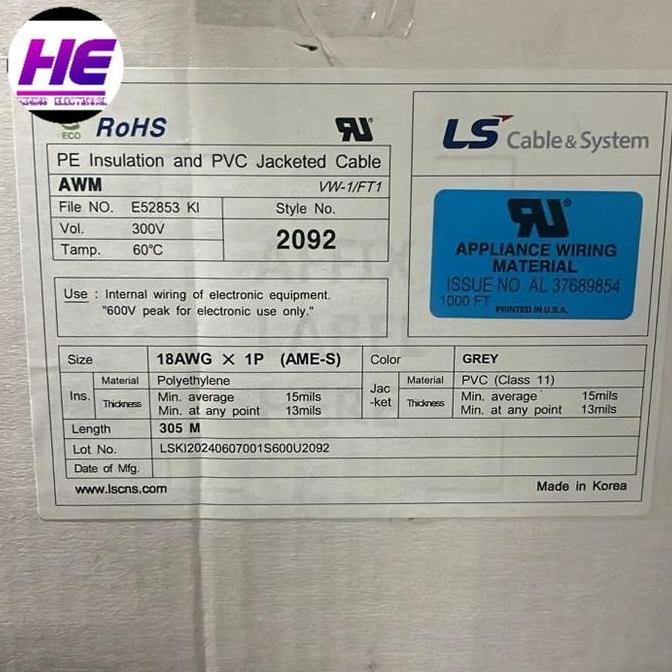 HE
ECO
RoHS
RU
LS Cable & System
PE Insulation and PVC Jacketed Cable
AWM
VW-1/FT1
File NO. E52853 KI
Style No.
Vol. 300V
2092
Tamp. 60℃
RU
APPLIANCE WIRING
MATERIAL
ISSUE NO. AL 37689854
1000 FT
PRINTED IN U.S.A.
Use : Internal wiring of electronic equipment.
"600V peak for electronic use only."
Size 18AWG X 1P (AME-S) Color GREY
Ins. Material Polyethylene
Thickness Min. average 15mils
Min. at any point 13mils
Jac-ket Material PVC (Class 11)
Thickness Min. average 15mils
Min. at any point 13mils
Length 305 M
Lot No. LSKI20240607001S600U2092
Date of Mfg.
www.lscns.com
Made in Korea